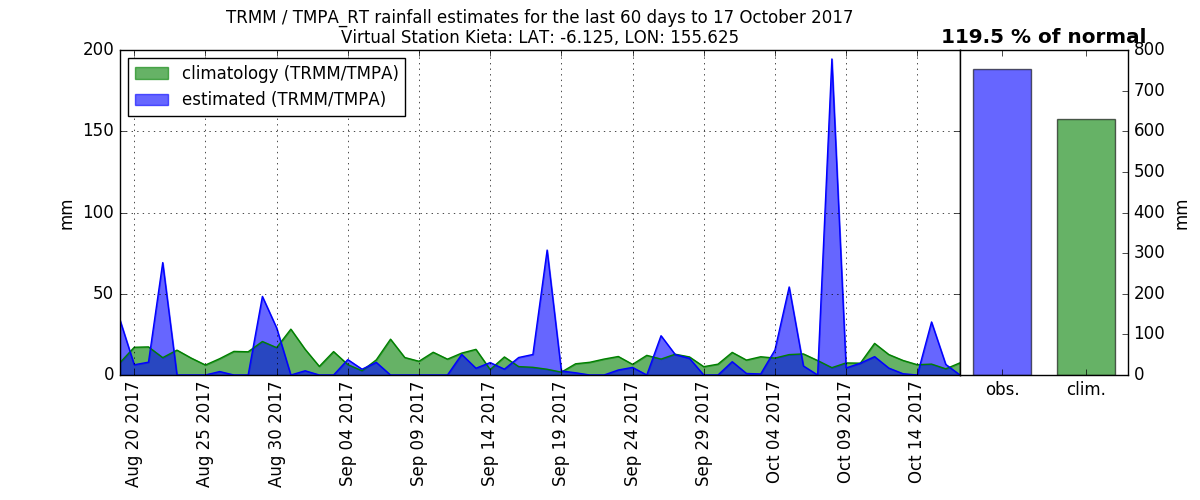 TRMM / TMPA_RT rainfall estimates for the last 60 days to 17 October 2017
Virtual Station Kieta: LAT: -6.125, LON: 155.625
119.5 % of normal
climatology (TRMM/TMPA)
estimated (TRMM/TMPA)
200
150
100
50
0
mm
800
700
600
500
400
300
200
100
0
mm
Aug 20 2017
Aug 25 2017
Aug 30 2017
Sep 04 2017
Sep 09 2017
Sep 14 2017
Sep 19 2017
Sep 24 2017
Sep 29 2017
Oct 04 2017
Oct 09 2017
Oct 14 2017
obs.
clim.